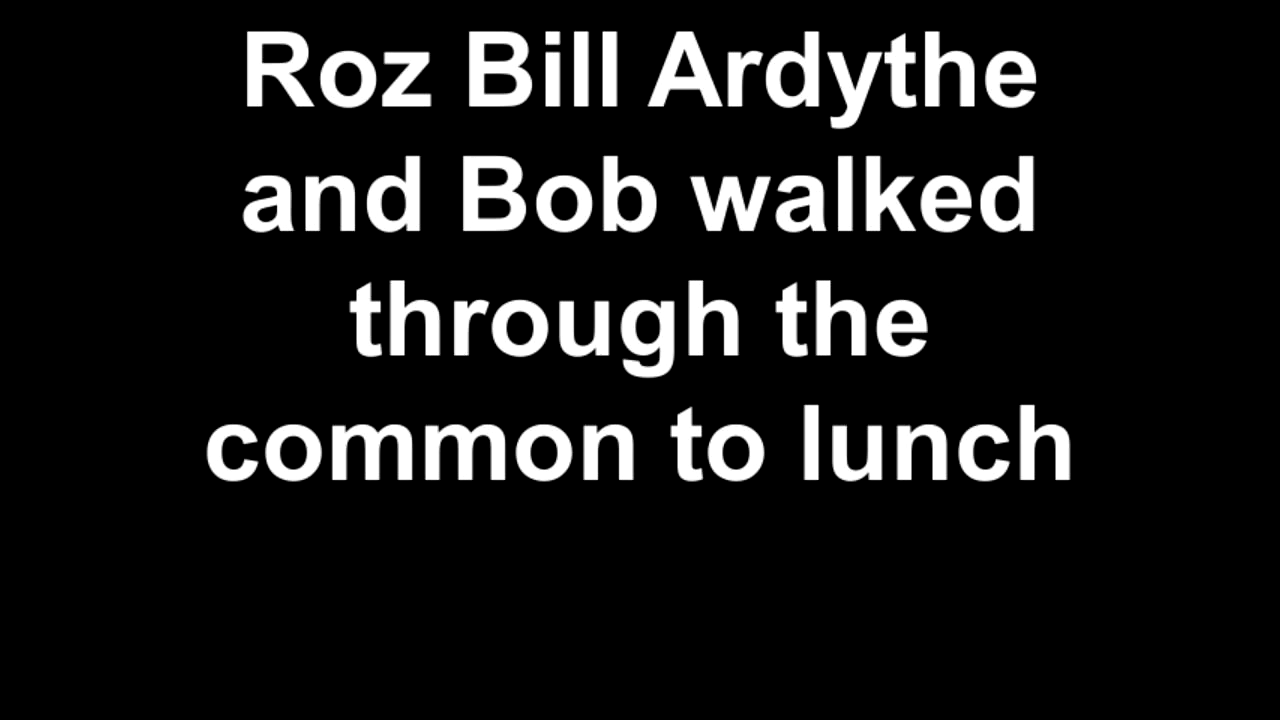 Roz Bill Ardythe
and Bob walked
through the
common to lunch